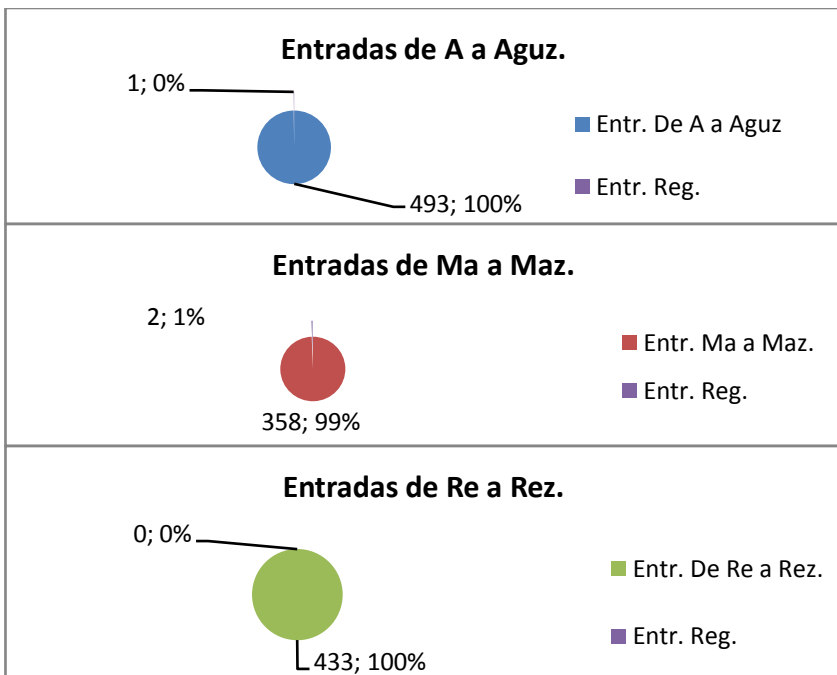 Entradas de A a Aguz.
1; 0%
Entr. De A a Aguz
Entr. Reg.
493; 100%
Entradas de Ma a Maz.
2; 1%
Entr. Ma a Maz.
Entr. Reg.
358; 99%
Entradas de Re a Rez.
0; 0%
Entr. De Re a Rez.
Entr. Reg.
433; 100%